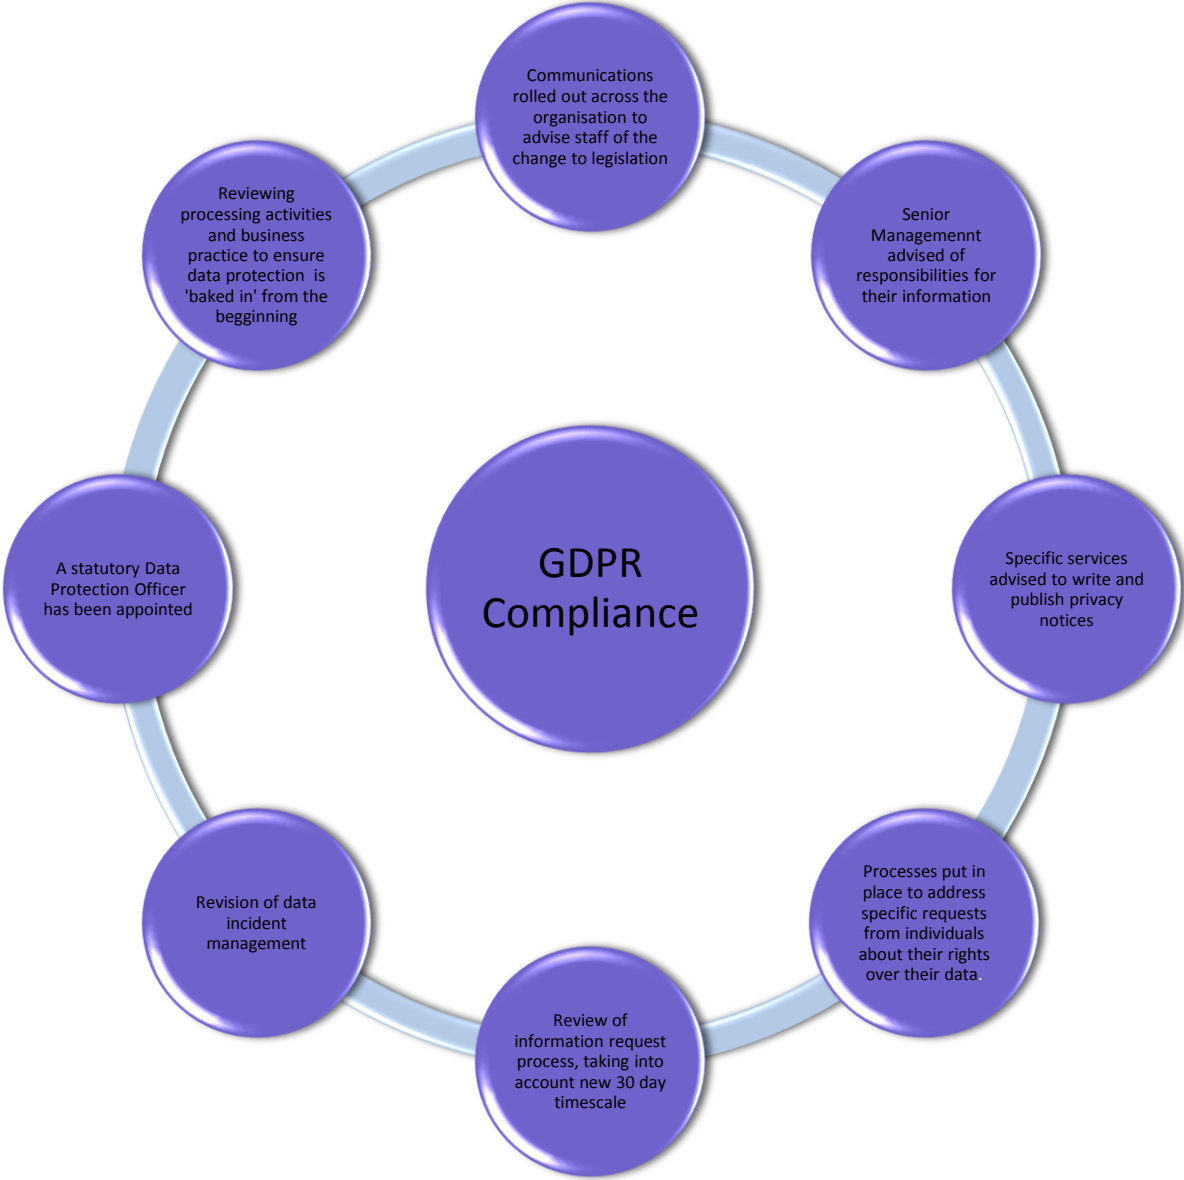 Communications
rolled out across the
organisation to
advise staff of the
change to legislation
Senior
Managemennt
advised of
responsibilities for
their information
Specific services
advised to write and
publish privacy
notices
Processes put in
place to address
specific requests
from individuals
about their rights
over their data.
Review of
information request
process, taking into
account new 30 day
timescale
Revision of data
incident
management
A statutory Data
Protection Officer
has been appointed
Reviewing
processing activities
and business
practice to ensure
data protection is
'baked in' from the
begginning
GDPR
Compliance